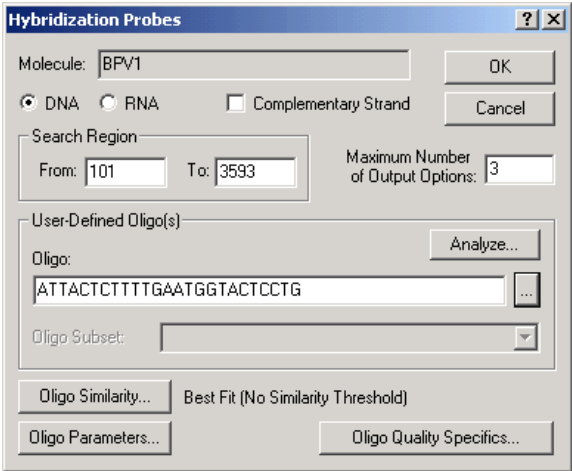 Hybridization Probes
Molecule: BPV1
OK
DNA RNA Complementary Strand
Cancel
Search Region
From: 101 To: 3593
Maximum Number
of Output Options: 3
User-Defined Oligo(s)
Analyze...
Oligo:
ATTACTCTTTTGAATGGTACTCCTG
...
Oligo Subset:
Oligo Similarity... Best Fit (No Similarity Threshold)
Oligo Parameters... Oligo Quality Specifics...